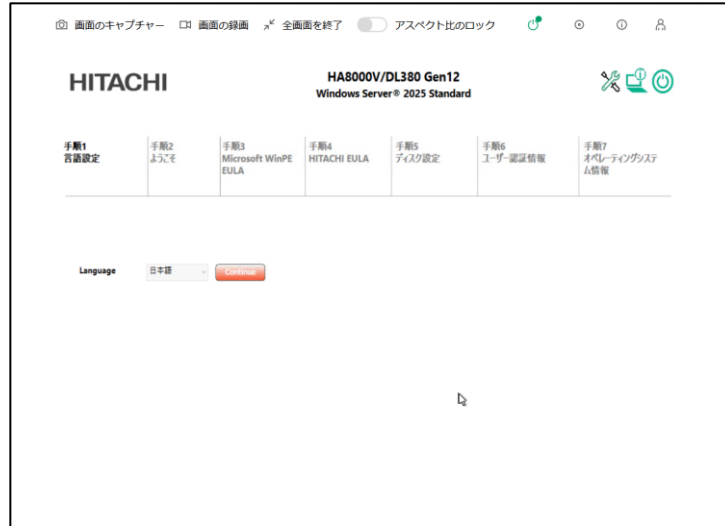 画面のキャプチャー 画面の録画 全画面を終了 アスペクト比のロック
HITACHI
HA8000V/DL380 Gen12
Windows Server® 2025 Standard
手順1
言語設定
手順2
ようこそ
手順3
Microsoft WinPE
EULA
手順4
HITACHI EULA
手順5
ディスク設定
手順6
ユーザー認証情報
手順7
オペレーティングシステ
ム情報
Language 日本語 Continue